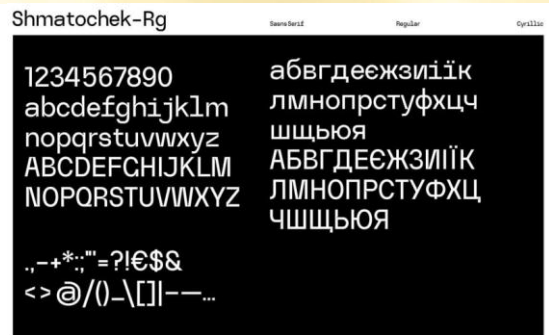 Shmatochek-Rg
Sans Serif
Regular
Cyrillic
1234567890
abcdefghijklm
nopqrstuvwxyz
ABCDEFGHIJKLM
NOPQRSTUVWXYZ
.,-+*:;"'=?!€$&
<>@/()_\[]|-—…
абвгдеєжзиіїк
лмнопрстуфхцч
шщьюя
АБВГДЕЄЖЗИІЇК
ЛМНОПРСТУФХЦ
ЧШЩЬЮЯ